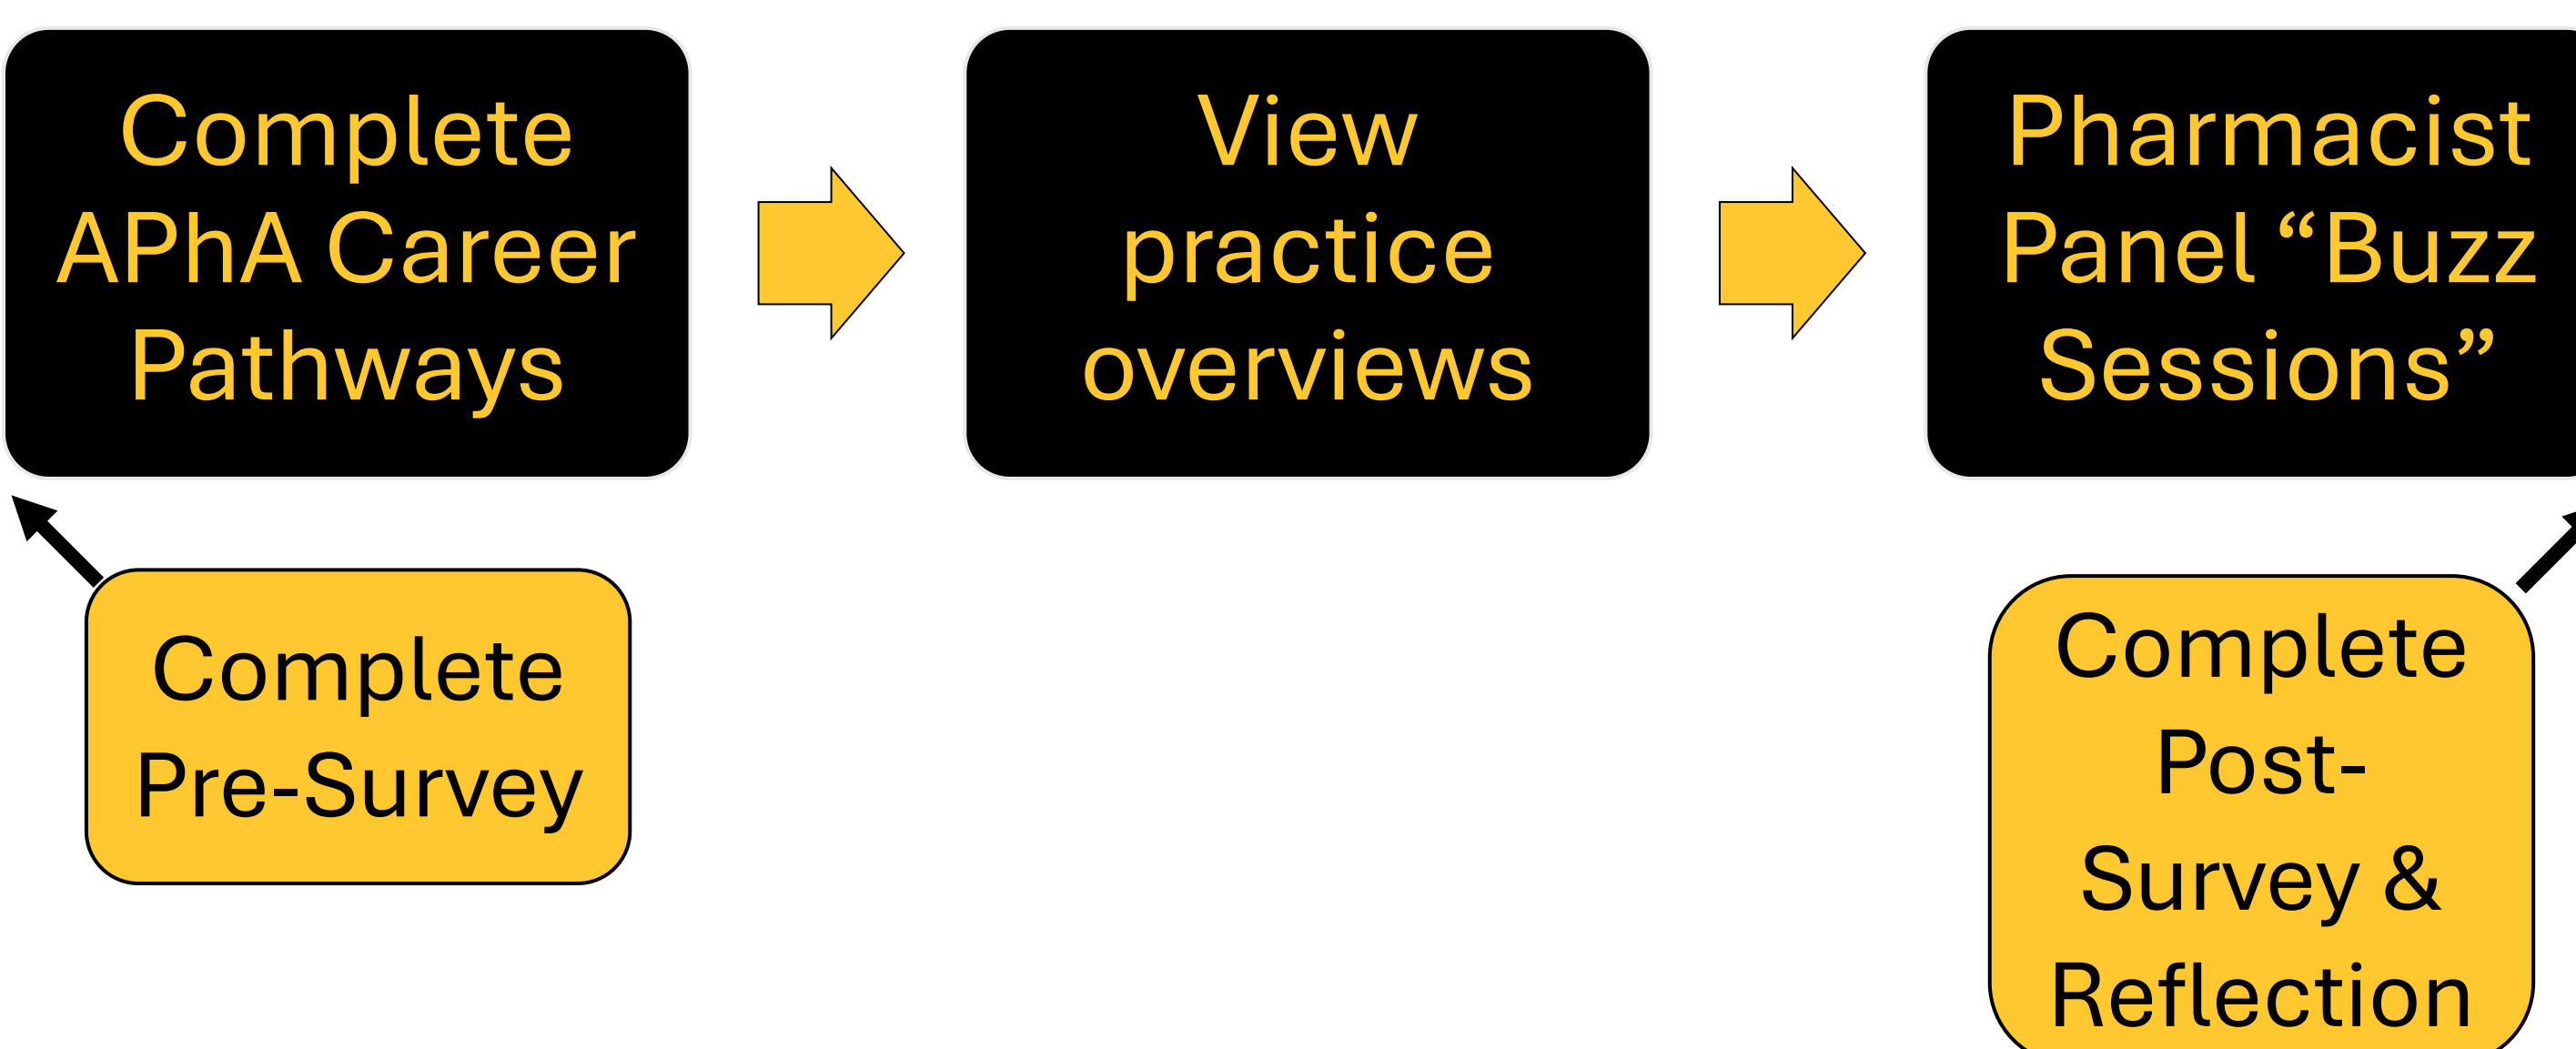 Complete
APhA Career
Pathways
View
practice
overviews
Pharmacist
Panel “Buzz
Sessions”
Complete
Pre-Survey
Complete
Post-
Survey &
Reflection